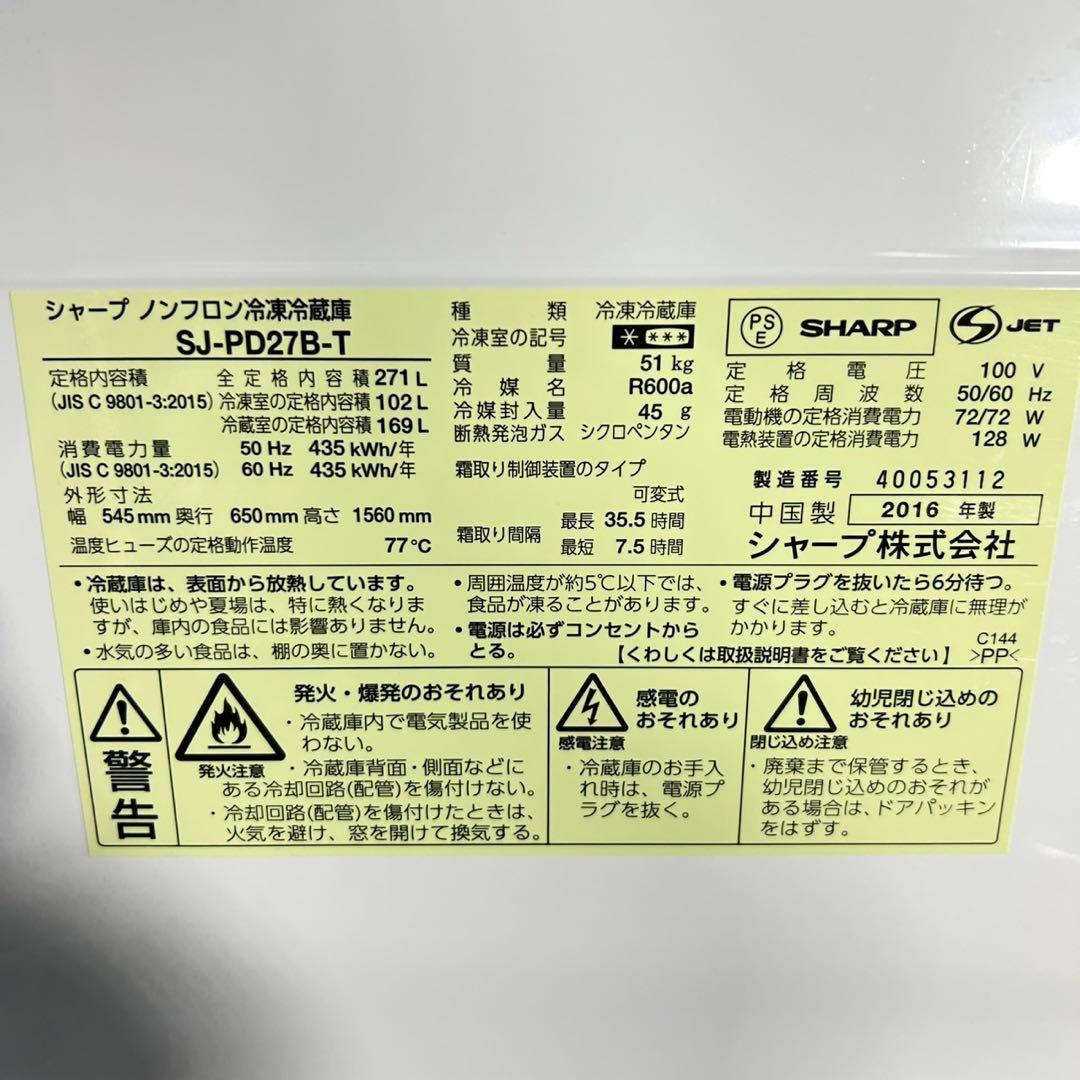 シャープ ノンフロン冷凍冷蔵庫
SJ-PD27B-T
定格内容積 全定格内容積 271 L
(JIS C 9801-3:2015) 冷凍室の定格内容積 102 L
冷蔵室の定格内容積 169 L
消費電力量 50 Hz 435 kWh/年
(JIS C 9801-3:2015) 60 Hz 435 kWh/年
外形寸法
幅 545 mm 奥行 650 mm 高さ 1560 mm
温度ヒューズの定格動作温度 77 ℃
種類 冷凍冷蔵庫
冷凍室の記号 * ***
質量 51 kg
冷媒名 R600a
冷媒封入量 45 g
断熱発泡ガス シクロペンタン
霜取り制御装置のタイプ
可変式
霜取り間隔 最長 35.5 時間
最短 7.5 時間
PS E SHARP S JET
定格電圧 100 V
定格周波数 50/60 Hz
電動機の定格消費電力 72/72 W
電熱装置の定格消費電力 128 W
製造番号 40053112
中国製 2016 年製
シャープ株式会社
・冷蔵庫は、表面から放熱しています。
使いはじめや夏場は、特に熱くなりま
すが、庫内の食品には影響ありません。
・水気の多い食品は、棚の奥に置かない。
・周囲温度が約5℃以下では、
食品が凍ることがあります。
・電源は必ずコンセントから
とる。
・電源プラグを抜いたら6分待つ。
すぐに差し込むと冷蔵庫に無理が
かかります。
C144
【くわしくは取扱説明書をご覧ください】 >PP<
警告
発火注意
発火・爆発のおそれあり
・冷蔵庫内で電気製品を使
わない。
・冷蔵庫背面・側面などに
ある冷却回路(配管)を傷付けない。
・冷却回路(配管)を傷付けたときは、
火気を避け、窓を開けて換気する。
感電の
おそれあり
感電注意
・冷蔵庫のお手入
れ時は、電源プ
ラグを抜く。
幼児閉じ込めの
おそれあり
閉じ込め注意
・廃棄まで保管するとき、
幼児閉じ込めのおそれが
ある場合は、ドアパッキン
をはずす。